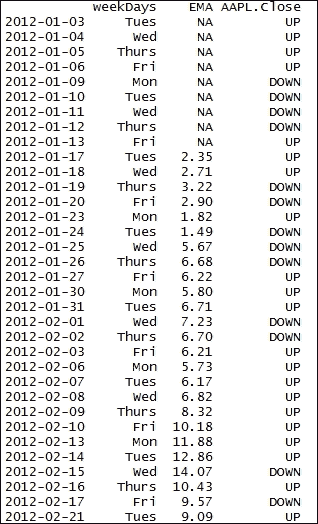 weekDays EMA AAPL.Close
2012-01-03 Tues NA UP
2012-01-04 Wed NA UP
2012-01-05 Thurs NA UP
2012-01-06 Fri NA UP
2012-01-09 Mon NA DOWN
2012-01-10 Tues NA DOWN
2012-01-11 Wed NA DOWN
2012-01-12 Thurs NA DOWN
2012-01-13 Fri NA UP
2012-01-17 Tues 2.35 UP
2012-01-18 Wed 2.71 UP
2012-01-19 Thurs 3.22 DOWN
2012-01-20 Fri 2.90 DOWN
2012-01-23 Mon 1.82 UP
2012-01-24 Tues 1.49 DOWN
2012-01-25 Wed 5.67 DOWN
2012-01-26 Thurs 6.68 DOWN
2012-01-27 Fri 6.22 UP
2012-01-30 Mon 5.80 UP
2012-01-31 Tues 6.71 UP
2012-02-01 Wed 7.23 DOWN
2012-02-02 Thurs 6.70 DOWN
2012-02-03 Fri 6.21 UP
2012-02-06 Mon 5.73 UP
2012-02-07 Tues 6.17 UP
2012-02-08 Wed 6.82 UP
2012-02-09 Thurs 8.32 UP
2012-02-10 Fri 10.18 UP
2012-02-13 Mon 11.88 UP
2012-02-14 Tues 12.86 UP
2012-02-15 Wed 14.07 DOWN
2012-02-16 Thurs 10.43 UP
2012-02-17 Fri 9.57 DOWN
2012-02-21 Tues 9.09 UP